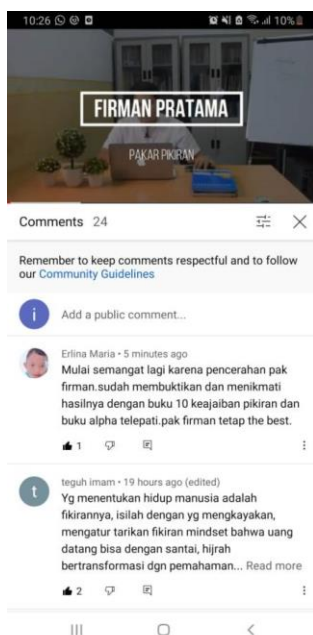 10:26
10%
FIRMAN PRATAMA
PAKAR PIKIRAN
Comments 24
Remember to keep comments respectful and to follow
our Community Guidelines
i
Add a public comment...
Erlina Maria • 5 minutes ago
Mulai semangat lagi karena pencerahan pak
firman.sudah membuktikan dan menikmati
hasilnya dengan buku 10 keajaiban pikiran dan
buku alpha telepati.pak firman tetap the best.
1
t
teguh imam • 19 hours ago (edited)
Yg menentukan hidup manusia adalah
fikirannya, isilah dengan yg mengkayakan,
mengatur tarikan fikiran mindset bahwa uang
datang bisa dengan santai, hijrah
bertransformasi dgn pemahaman... Read more
2